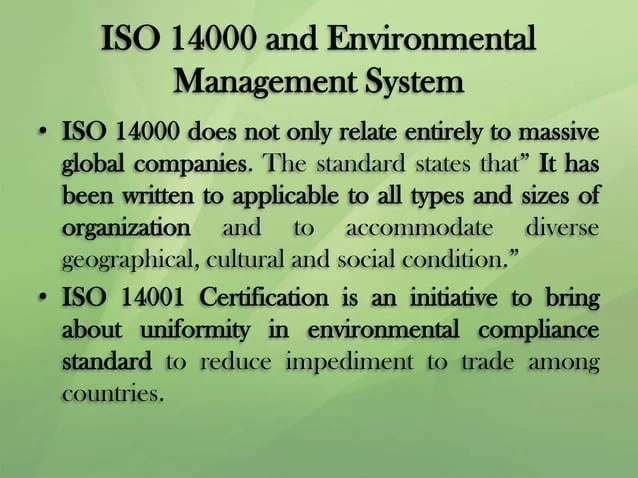 ISO 14000 and Environmental
Management System
• ISO 14000 does not only relate entirely to massive
global companies. The standard states that” It has
been written to applicable to all types and sizes of
organization and to accommodate diverse
geographical, cultural and social condition.”
• ISO 14001 Certification is an initiative to bring
about uniformity in environmental compliance
standard to reduce impediment to trade among
countries.